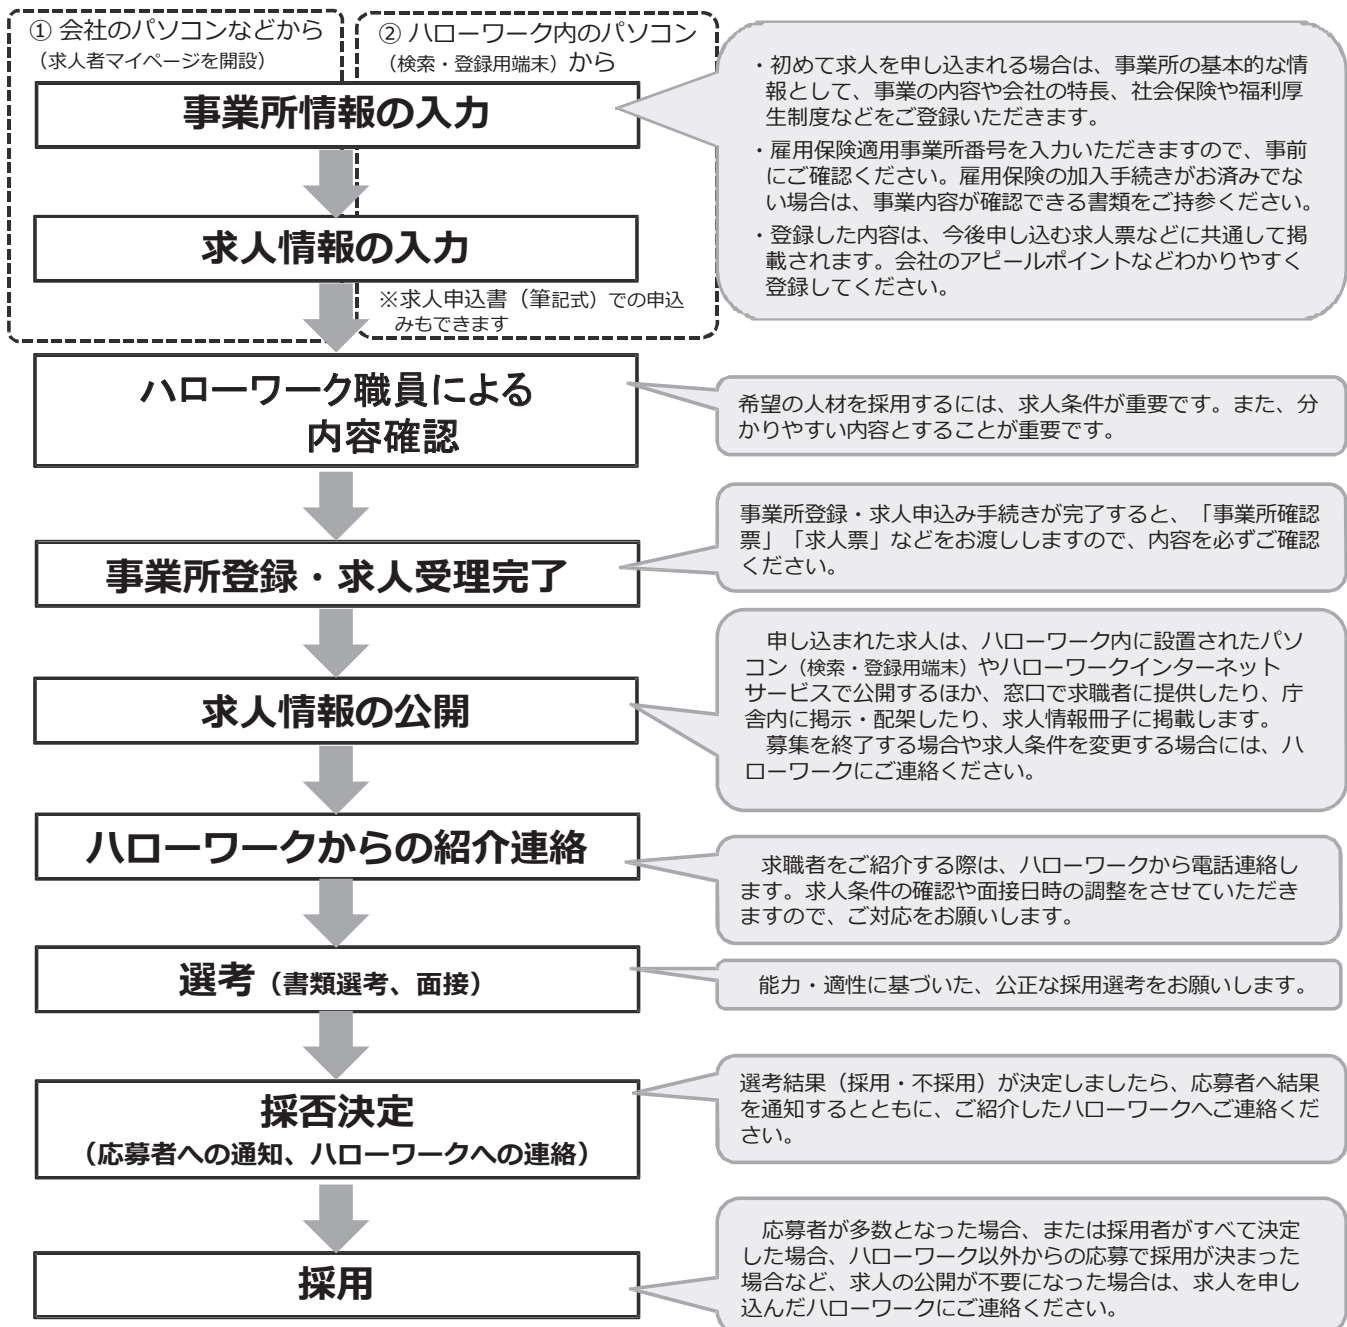 ① 会社のパソコンなどから
（求人者マイページを開設）
② ハローワーク内のパソコン
（検索・登録用端末）から
事業所情報の入力
・初めて求人を申し込まれる場合は、事業所の基本的な情
報として、事業の内容や会社の特長、社会保険や福利厚
生制度などをご登録いただきます。
・雇用保険適用事業所番号を入力いただきますので、事前
にご確認ください。雇用保険の加入手続きがお済みでな
い場合は、事業内容が確認できる書類をご持参ください。
・登録した内容は、今後申し込む求人票などに共通して掲
載されます。会社のアピールポイントなどわかりやすく
登録してください。
求人情報の入力
※求人申込書（筆記式）での申込
みもできます
ハローワーク職員による
内容確認
希望の人材を採用するには、求人条件が重要です。また、分
かりやすい内容とすることが重要です。
事業所登録・求人受理完了
事業所登録・求人申込み手続きが完了すると、「事業所確認
票」「求人票」などをお渡ししますので、内容を必ずご確認
ください。
求人情報の公開
申し込まれた求人は、ハローワーク内に設置されたパソ
コン（検索・登録用端末）やハローワークインターネット
サービスで公開するほか、窓口で求職者に提供したり、庁
舎内に掲示・配架したり、求人情報冊子に掲載します。
募集を終了する場合や求人条件を変更する場合には、ハ
ローワークにご連絡ください。
ハローワークからの紹介連絡
求職者をご紹介する際は、ハローワークから電話連絡し
ます。求人条件の確認や面接日時の調整をさせていただき
ますので、ご対応をお願いします。
選考（書類選考、面接）
能力・適性に基づいた、公正な採用選考をお願いします。
採否決定
（応募者への通知、ハローワークへの連絡）
選考結果（採用・不採用）が決定しましたら、応募者へ結果
を通知するとともに、ご紹介したハローワークへご連絡くだ
さい。
採用
応募者が多数となった場合、または採用者がすべて決定
した場合、ハローワーク以外からの応募で採用が決まった
場合など、求人の公開が不要になった場合は、求人を申し
込んだハローワークにご連絡ください。